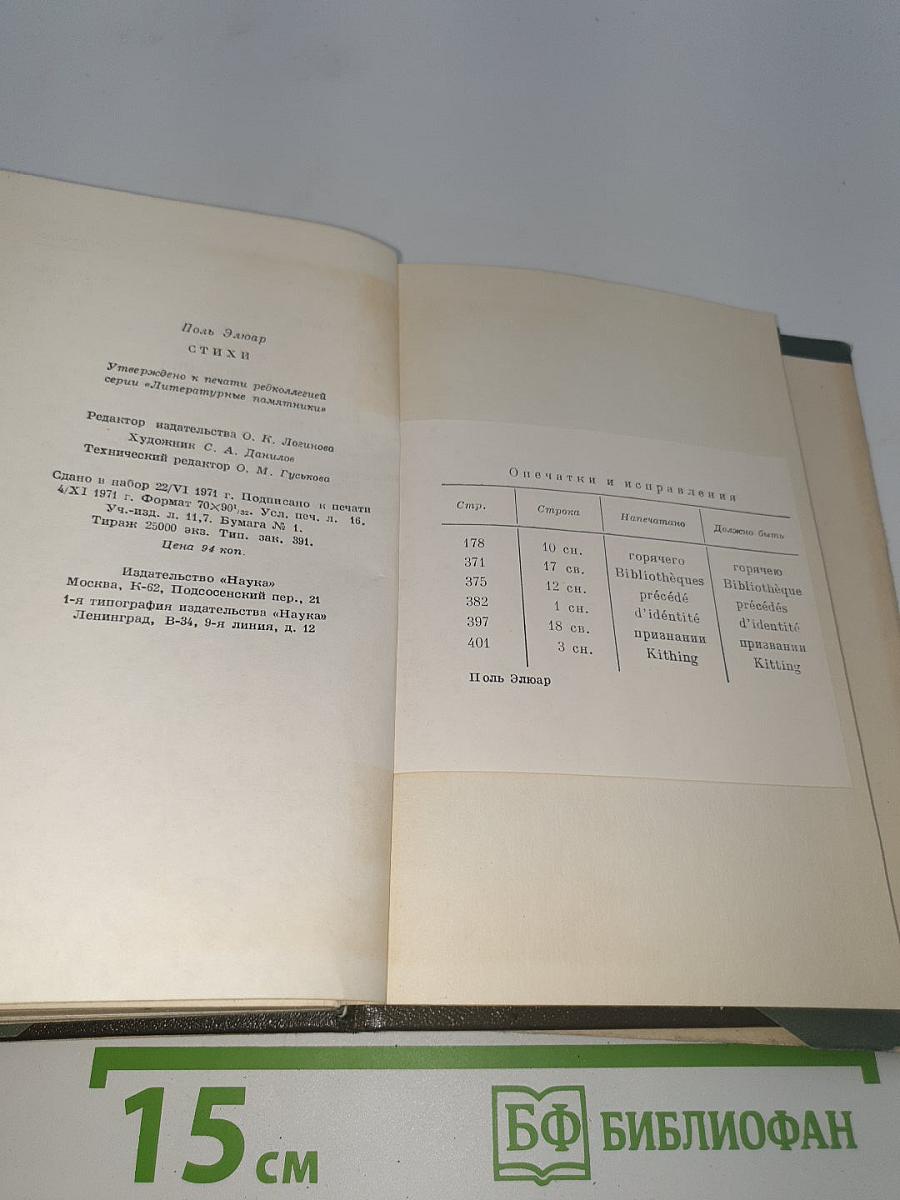 Поль Элюар
СТИХИ
Утверждено к печати редколлегией
серии «Литературные памятники»
Редактор издательства О. К. Логинова
Художник С. А. Данилов
Технический редактор О. М. Гуськова
Сдано в набор 22/VI 1971 г. Подписано к печати
4/XI 1971 г. Формат 70×90¹/₃₂. Усл. печ. л. 16.
Уч.-изд. л. 11,7. Бумага № 1.
Тираж 25000 экз. Тип. зак. 391.
Цена 94 коп.
Издательство «Наука»
Москва, К-62, Подсосенский пер., 21
1-я типография издательства «Наука»
Ленинград, В-34, 9-я линия, д. 12
Опечатки и исправления
Стр. Строка Напечатано Должно быть
178 10 сн. горячего горячею
371 17 св. Bibliothèques Bibliothèque
375 12 сн. précédé précédés
382 1 сн. d'idéntité d'identité
397 18 св. признании призвании
401 3 сн. Kithing Kitting
Поль Элюар
15 см
БФ БИБЛИОФАН